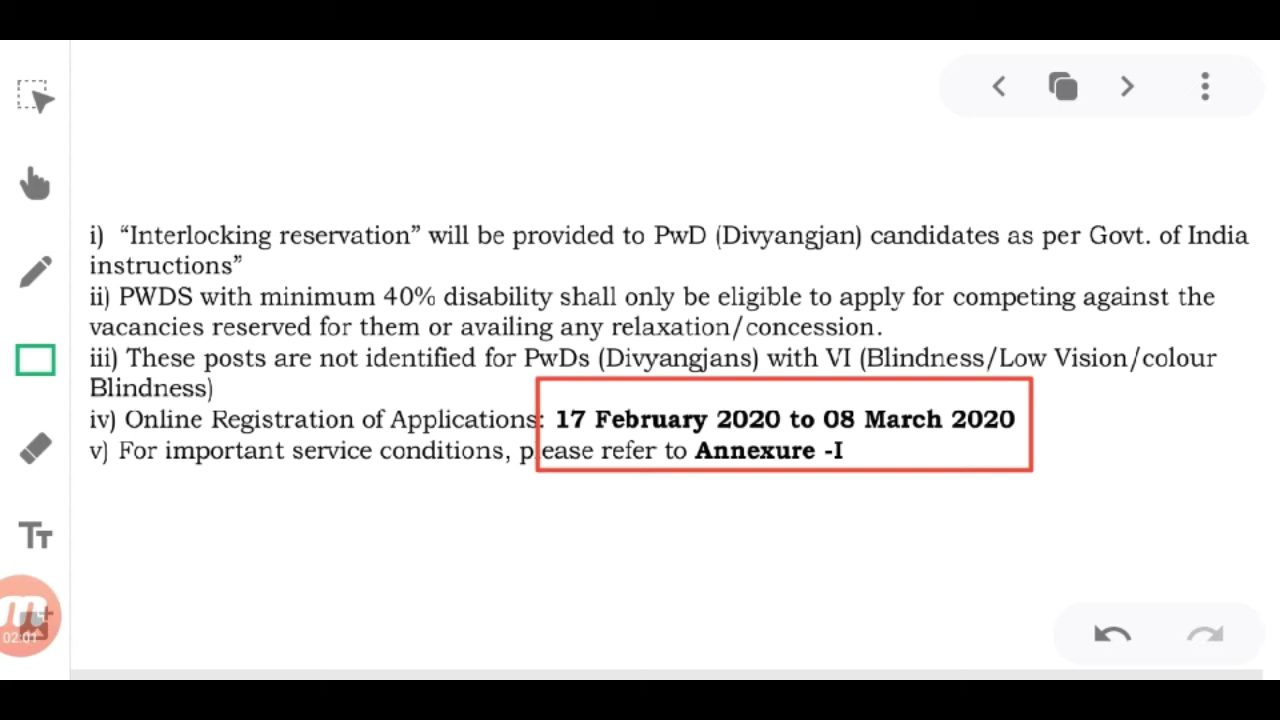 i) “Interlocking reservation” will be provided to PwD (Divyangjan) candidates as per Govt. of India
instructions”
ii) PWDS with minimum 40% disability shall only be eligible to apply for competing against the
vacancies reserved for them or availing any relaxation/concession.
iii) These posts are not identified for PwDs (Divyangjans) with VI (Blindness/Low Vision/colour
Blindness)
iv) Online Registration of Applications: 17 February 2020 to 08 March 2020
v) For important service conditions, please refer to Annexure -I
TT
02:01